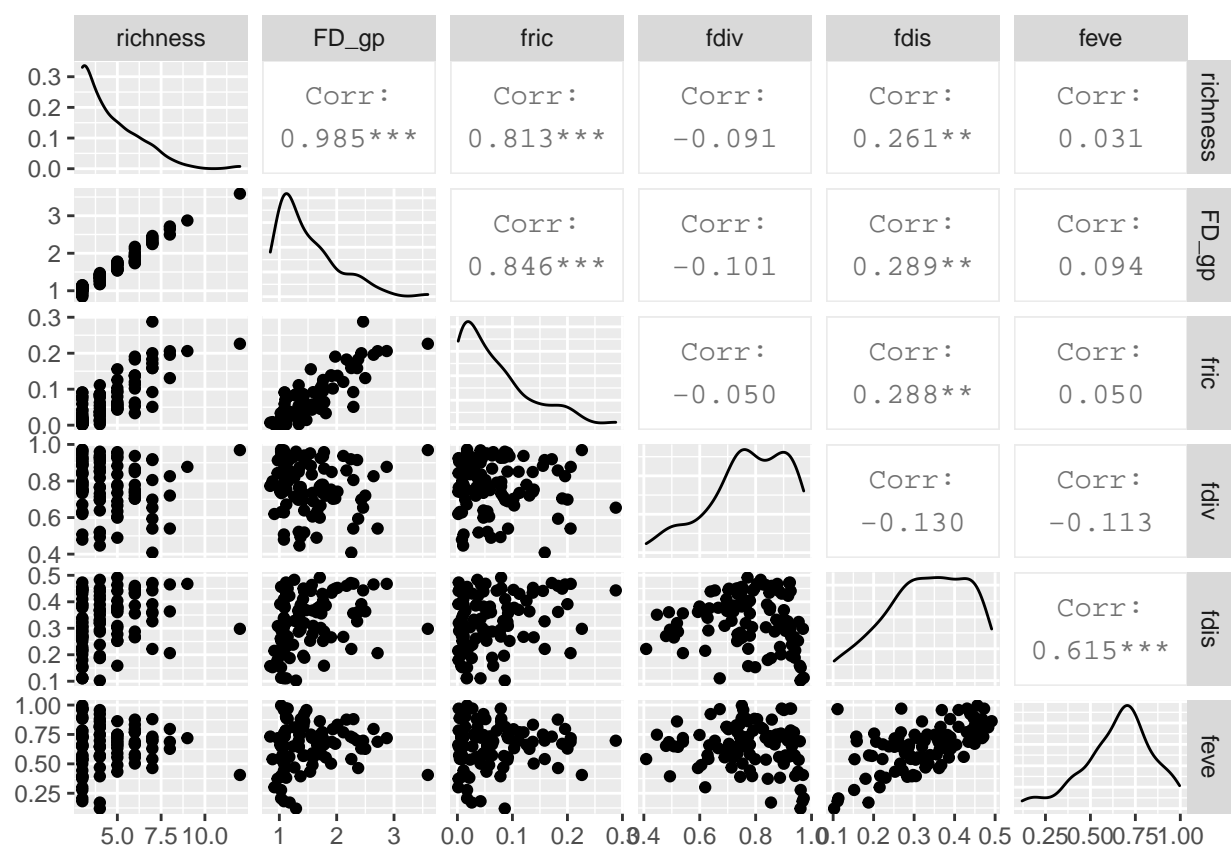 richness FD_gp fric fdiv fdis feve
0.3
0.2
0.1
0.0
Corr:
0.985***
Corr:
0.813***
Corr:
-0.091
Corr:
0.261**
Corr:
0.031
richness
3
2
1
Corr:
0.846***
Corr:
-0.101
Corr:
0.289**
Corr:
0.094
FD_gp
0.3
0.2
0.1
0.0
Corr:
-0.050
Corr:
0.288**
Corr:
0.050
fric
1.0
0.8
0.6
0.4
Corr:
-0.130
Corr:
-0.113
fdiv
0.5
0.4
0.3
0.2
0.1
Corr:
0.615***
fdis
1.00
0.75
0.50
0.25
feve
5.0 7.5 10.0 1 2 3 0.0 0.1 0.2 0.3 0.4 0.6 0.8 1.0 0.1 0.2 0.3 0.4 0.5 0.25 0.50 0.75 1.00